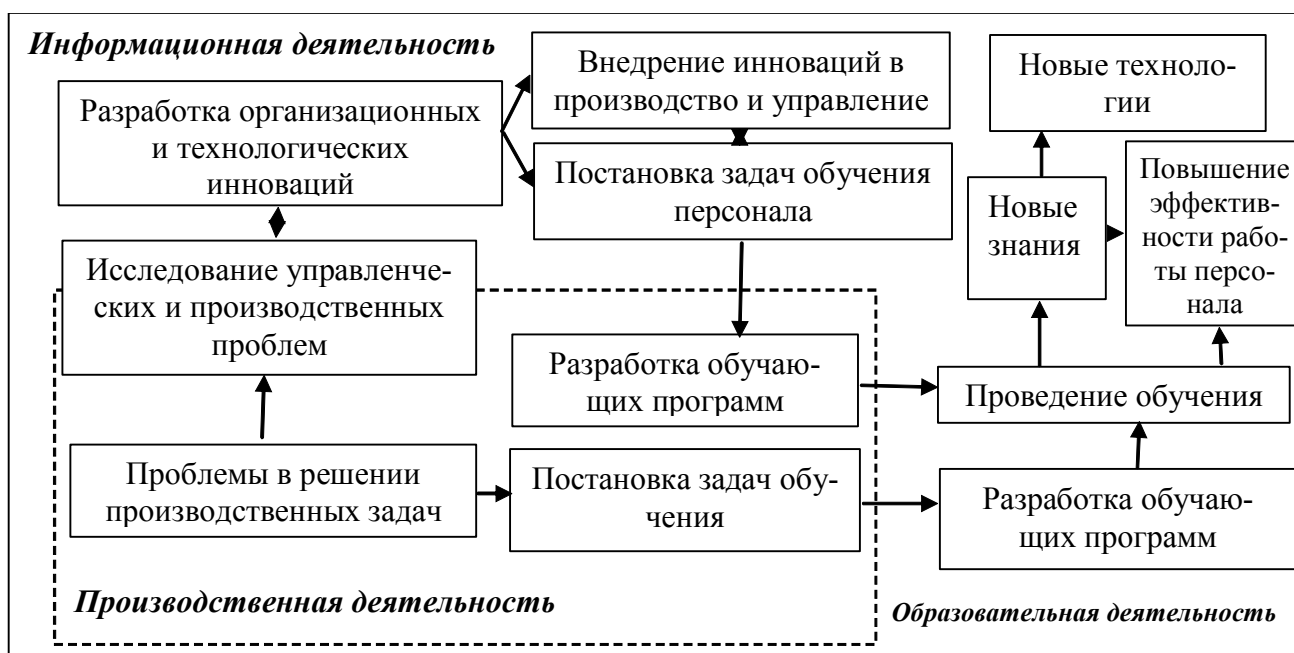 Информационная деятельность
Разработка организационных
и технологических
инноваций
Внедрение инноваций в
производство и управление
Постановка задач обучения
персонала
Новые техноло-
гии
Новые
знания
Повышение
эффектив-
ности рабо-
ты персо-
нала
Исследование управленче-
ских и производственных
проблем
Разработка обучаю-
щих программ
Проведение обучения
Проблемы в решении
производственных задач
Постановка задач обу-
чения
Разработка обучаю-
щих программ
Производственная деятельность
Образовательная деятельность